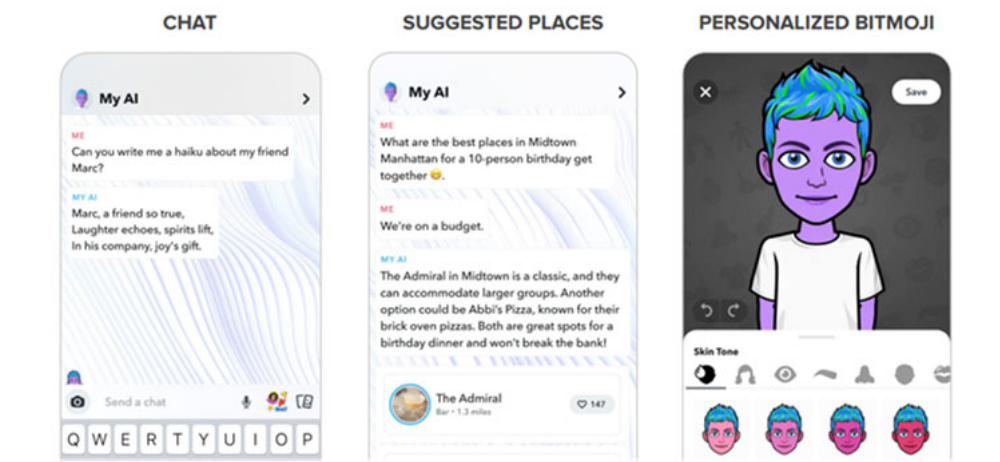 CHAT
My AI
ME
Can you write me a haiku about my friend
Marc?
MY AI
Marc, a friend so true,
Laughter echoes, spirits lift,
In his company, joy's gift.
Send a chat
Q W E R T Y U I O P
SUGGESTED PLACES
My AI
ME
What are the best places in Midtown
Manhattan for a 10-person birthday get
together 😊.
ME
We're on a budget.
MY AI
The Admiral in Midtown is a classic, and they
can accommodate larger groups. Another
option could be Abbi's Pizza, known for their
brick oven pizzas. Both are great spots for a
birthday dinner and won't break the bank!
The Admiral
Bar • 1.3 miles
147
PERSONALIZED BITMOJI
Save
Skin Tone